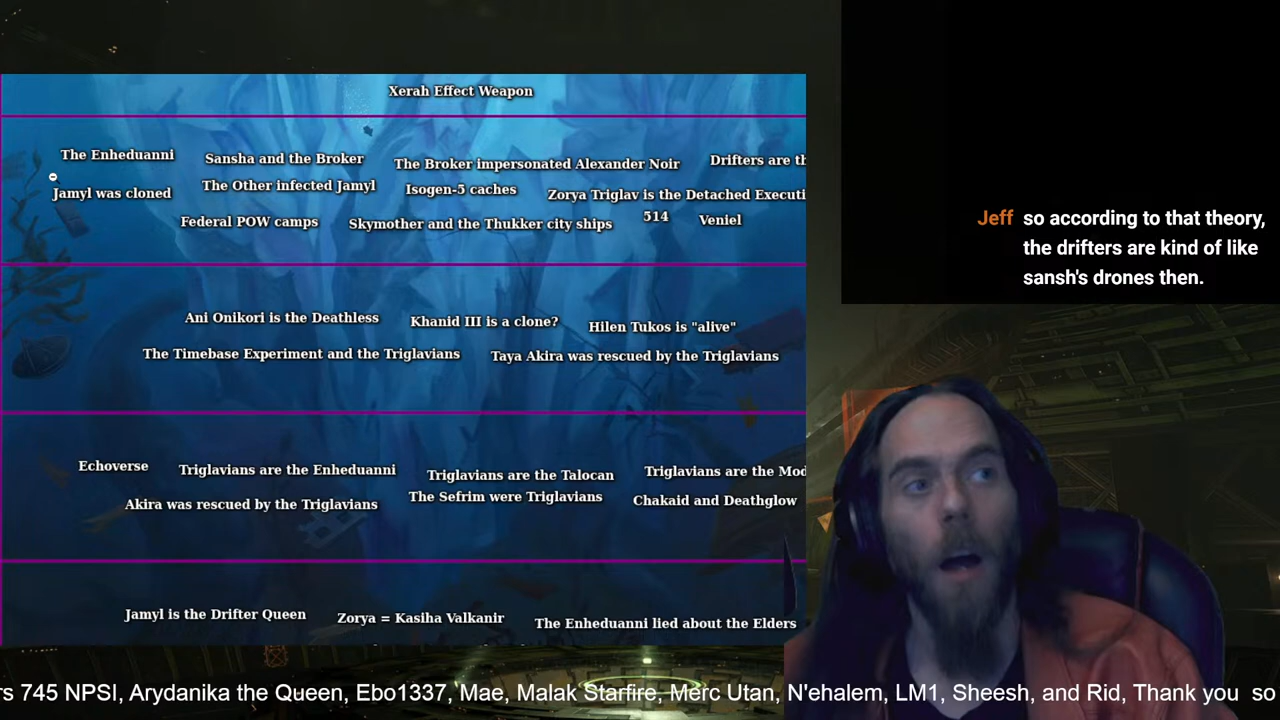 Xerah Effect Weapon
The Enheduanni
Sansha and the Broker
The Broker impersonated Alexander Noir
Drifters are th
Jamyl was cloned
The Other infected Jamyl
Isogen-5 caches
Zorya Triglav is the Detached Executi
Federal POW camps
Skymother and the Thukker city ships
514
Veniel
Ani Onikori is the Deathless
Khanid III is a clone?
Hilen Tukos is "alive"
The Timebase Experiment and the Triglavians
Taya Akira was rescued by the Triglavians
Echoverse
Triglavians are the Enheduanni
Triglavians are the Talocan
Triglavians are the Mod
Akira was rescued by the Triglavians
The Sefrim were Triglavians
Chakaid and Deathglow
Jamyl is the Drifter Queen
Zorya = Kasiha Valkanir
The Enheduanni lied about the Elders
Jeff so according to that theory,
the drifters are kind of like
sansh's drones then.
rs 745 NPSI, Arydanika the Queen, Ebo1337, Mae, Malak Starfire, Merc Utan, N'ehalem, LM1, Sheesh, and Rid, Thank you so